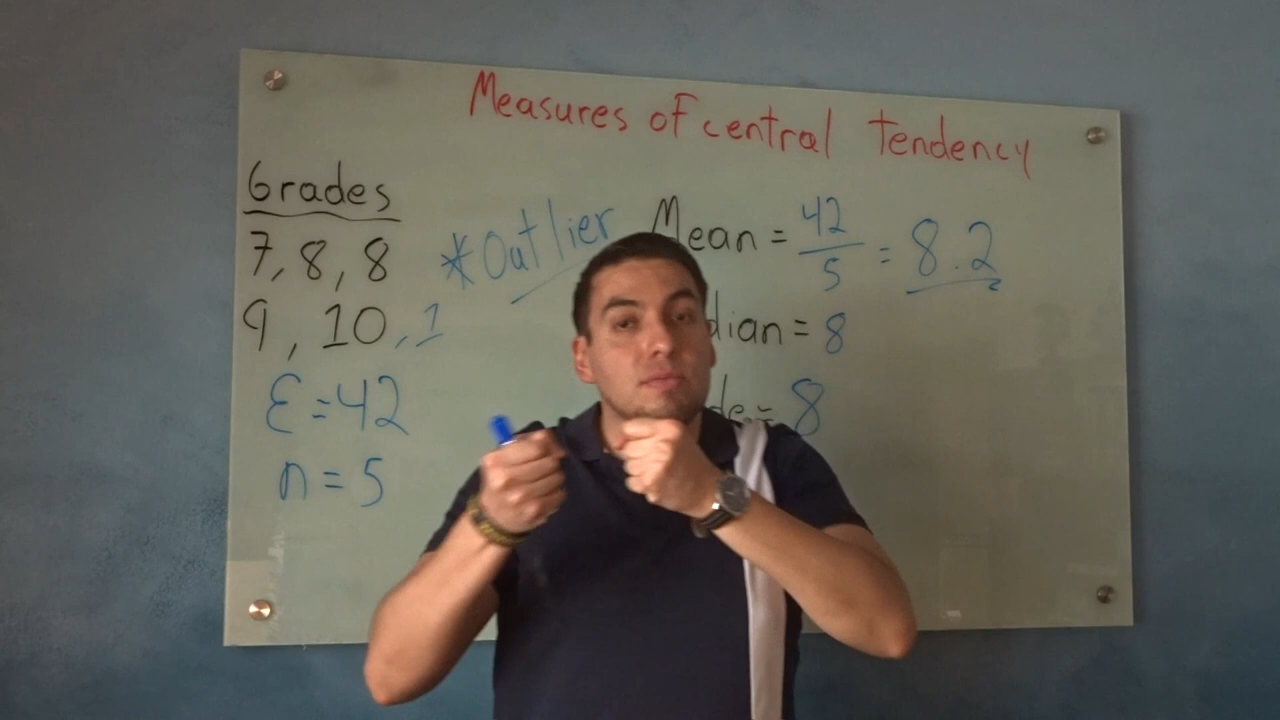 Measures of central tendency
Grades
7, 8, 8
9, 10, 1
Ɛ = 42
n = 5
*Outlier
Mean = 42/5 = 8.2
dian = 8
de = 8